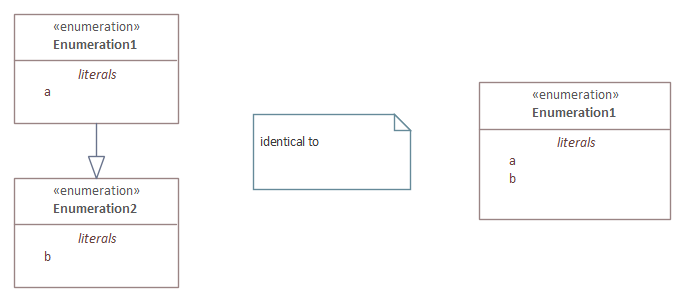 «enumeration»
Enumeration1
literals
a
«enumeration»
Enumeration2
literals
b
identical to
«enumeration»
Enumeration1
literals
a
b